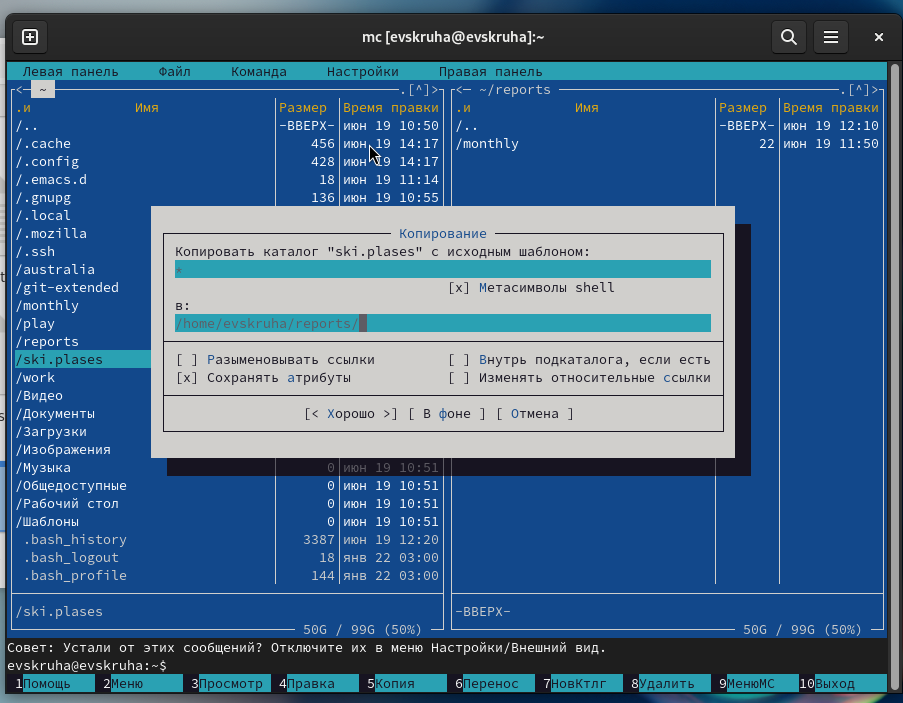 mc [evskruha@evskruha]:~
Левая панель Файл Команда Настройки Правая панель
<─ ~ .[^]> <─ ~/reports .[^]>
.и Имя Размер Время правки .и Имя Размер Время правки
/.. -ВВЕРХ- июн 19 10:50 /.. -ВВЕРХ- июн 19 12:10
/.cache 456 июн 19 14:17 /monthly 22 июн 19 11:50
/.config 428 июн 19 14:17
/.emacs.d 18 июн 19 11:14
/.gnupg 136 июн 19 10:55
/.local
/.mozilla Копирование
/.ssh Копировать каталог "ski.plases" с исходным шаблоном:
/australia *
/git-extended [x] Метасимволы shell
/monthly в:
/play /home/evskruha/reports/
/reports
/ski.plases [ ] Разыменовывать ссылки [ ] Внутрь подкаталога, если есть
/work [x] Сохранять атрибуты [ ] Изменять относительные ссылки
/Видео
/Документы [< Хорошо >] [ В фоне ] [ Отмена ]
/Загрузки
/Изображения
/Музыка 0 июн 19 10:51
/Общедоступные 0 июн 19 10:51
/Рабочий стол 0 июн 19 10:51
/Шаблоны 0 июн 19 10:51
.bash_history 3387 июн 19 12:20
.bash_logout 18 янв 22 03:00
.bash_profile 144 янв 22 03:00
/ski.plases -ВВЕРХ-
50G / 99G (50%) 50G / 99G (50%)
Совет: Устали от этих сообщений? Отключите их в меню Настройки/Внешний вид.
evskruha@evskruha:~$
1Помощь 2Меню 3Просмотр 4Правка 5Копия 6Перенос 7НовКтлг 8Удалить 9МенюMC 10Выход